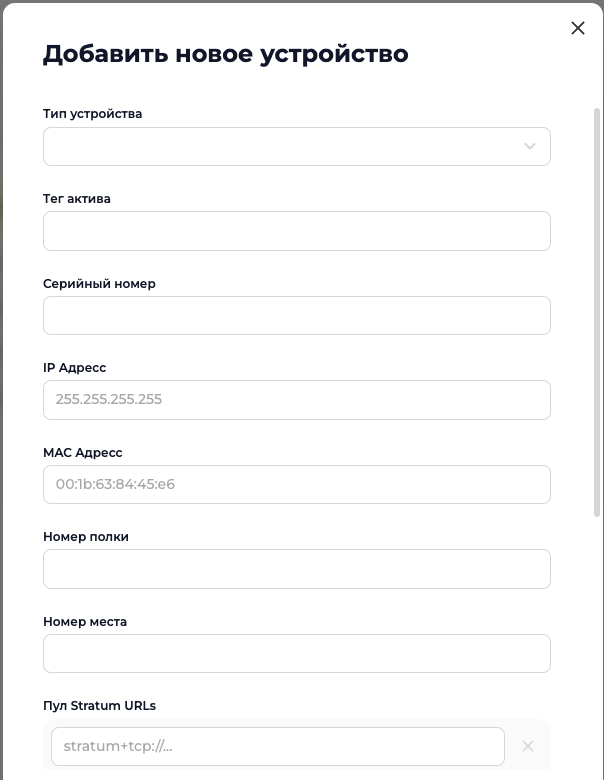 Добавить новое устройство
Тип устройства
Тег актива
Серийный номер
IP Адресс
255.255.255.255
MAC Адресс
00:1b:63:84:45:e6
Номер полки
Номер места
Пул Stratum URLs
stratum+tcp://...